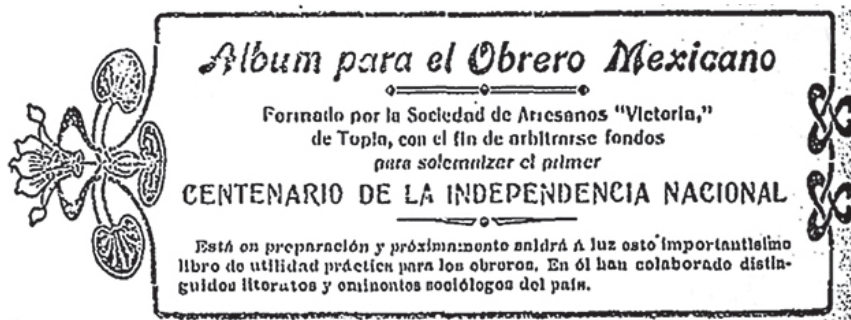 Album para el Obrero Mexicano
Formado por la Sociedad de Artesanos "Victoria,"
de Topia, con el fin de arbitrarse fondos
para solemnizar el primer
CENTENARIO DE LA INDEPENDENCIA NACIONAL
Está en preparación y próximamente saldrá á luz este importantísimo
libro de utilidad práctica para los obreros. En él han colaborado distin-
guidos literatos y eminentes sociólogos del país.